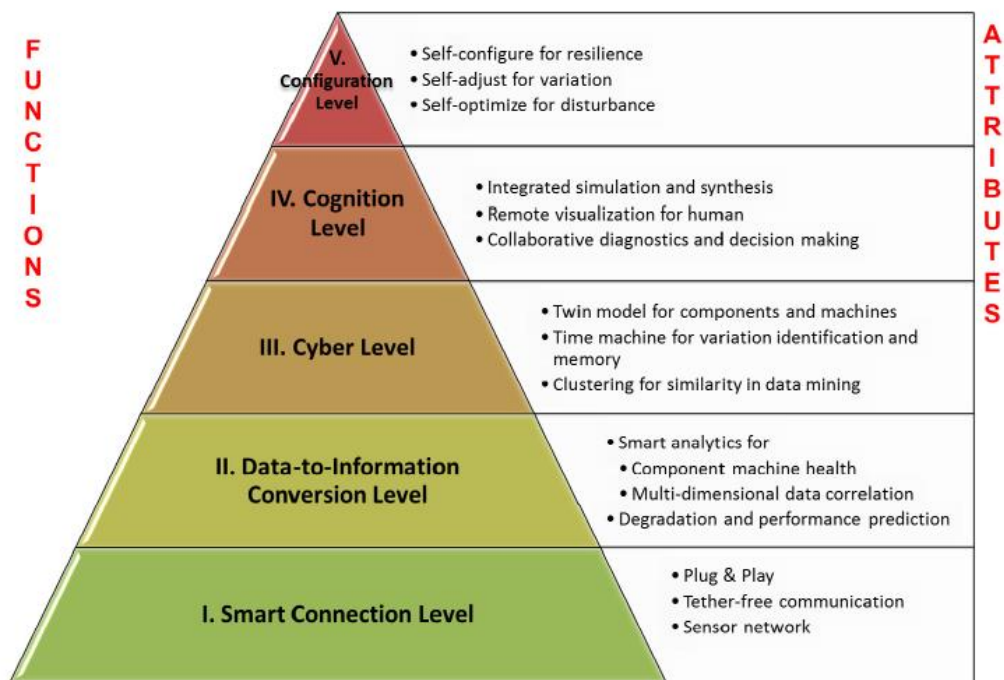 FUNCTIONS
ATTRIBUTES
V.
Configuration
Level
• Self-configure for resilience
• Self-adjust for variation
• Self-optimize for disturbance
IV. Cognition
Level
• Integrated simulation and synthesis
• Remote visualization for human
• Collaborative diagnostics and decision making
III. Cyber Level
• Twin model for components and machines
• Time machine for variation identification and
memory
• Clustering for similarity in data mining
II. Data-to-Information
Conversion Level
• Smart analytics for
• Component machine health
• Multi-dimensional data correlation
• Degradation and performance prediction
I. Smart Connection Level
• Plug & Play
• Tether-free communication
• Sensor network